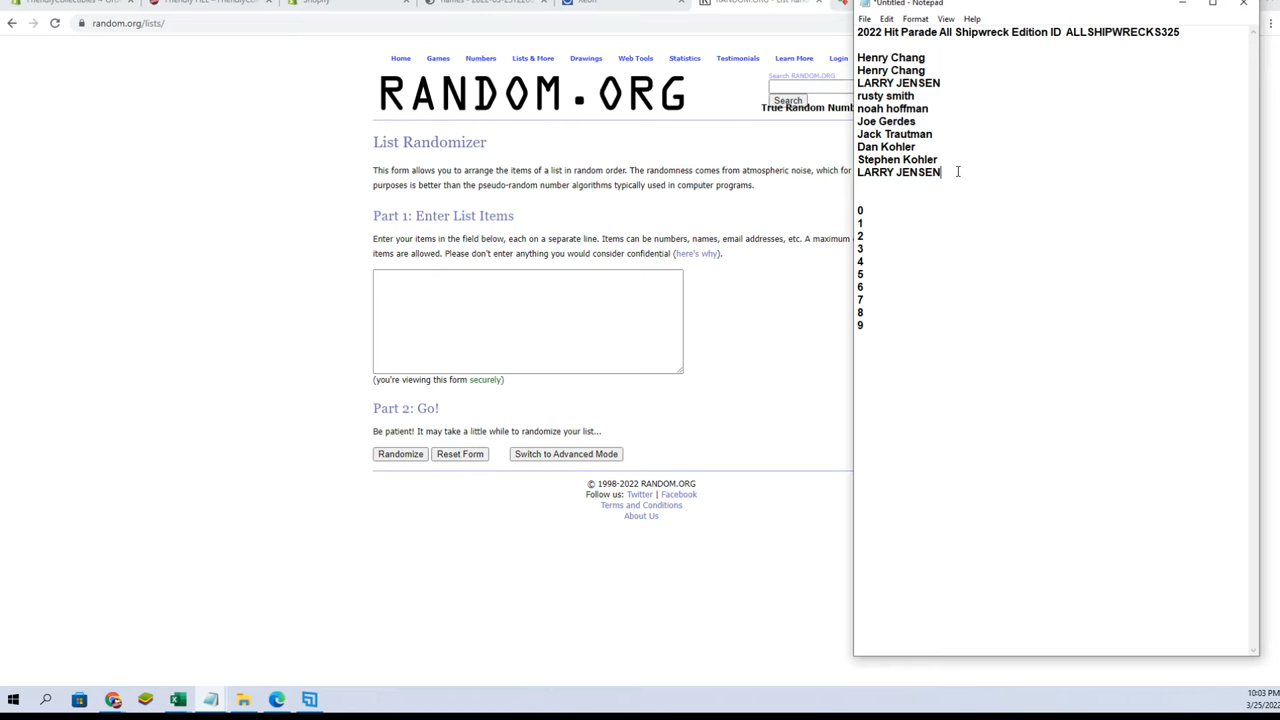 *Untitled - Notepad
random.org/lists/
File Edit Format View Help
2022 Hit Parade All Shipwreck Edition ID ALLSHIPWRECKS325
Henry Chang
Henry Chang
LARRY JENSEN
rusty smith
noah hoffman
Joe Gerdes
Jack Trautman
Dan Kohler
Stephen Kohler
LARRY JENSEN
0
1
2
3
4
5
6
7
8
9
Home Games Numbers Lists & More Drawings Web Tools Statistics Testimonials Learn More Login
Search RANDOM.ORG
Search
RANDOM.ORG
True Random Numb
List Randomizer
This form allows you to arrange the items of a list in random order. The randomness comes from atmospheric noise, which for
purposes is better than the pseudo-random number algorithms typically used in computer programs.
Part 1: Enter List Items
Enter your items in the field below, each on a separate line. Items can be numbers, names, email addresses, etc. A maximum
items are allowed. Please don't enter anything you would consider confidential (here's why).
(you're viewing this form securely)
Part 2: Go!
Be patient! It may take a little while to randomize your list...
Randomize Reset Form Switch to Advanced Mode
© 1998-2022 RANDOM.ORG
Follow us: Twitter | Facebook
Terms and Conditions
About Us
10:03 PM
3/25/2022